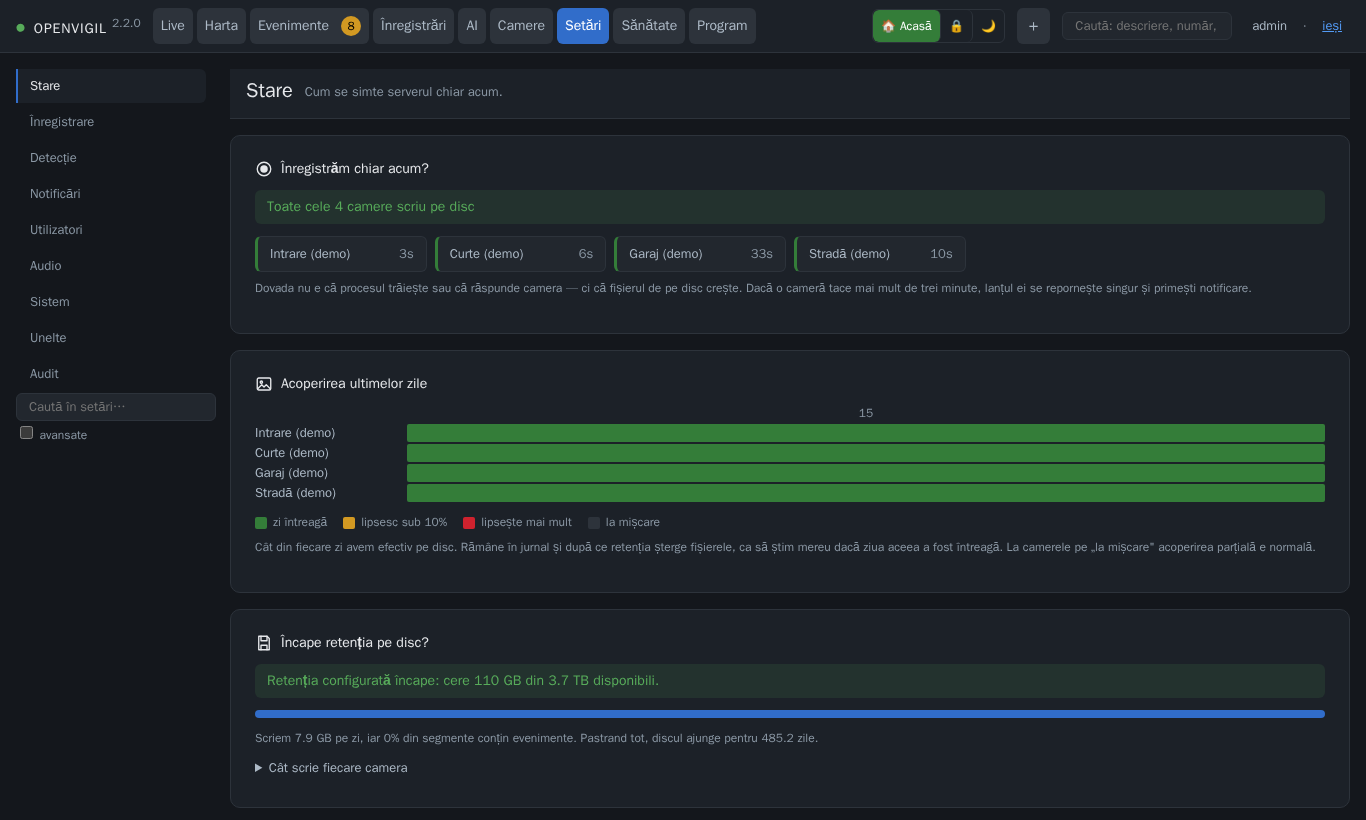 OPENVIGIL 2.2.0 Live Harta Evenimente 8 Înregistrări AI Camere Setări Sănătate Program 🏠 Acasă 🔒 🌙 + Caută: descriere, număr, admin · ieși
Stare
Înregistrare
Detecție
Notificări
Utilizatori
Audio
Sistem
Unelte
Audit
Caută în setări…
avansate
Stare Cum se simte serverul chiar acum.
Înregistrăm chiar acum?
Toate cele 4 camere scriu pe disc
Intrare (demo) 3s Curte (demo) 6s Garaj (demo) 33s Stradă (demo) 10s
Dovada nu e că procesul trăiește sau că răspunde camera — ci că fișierul de pe disc crește. Dacă o cameră tace mai mult de trei minute, lanțul ei se repornește singur și primești notificare.
Acoperirea ultimelor zile
15
Intrare (demo)
Curte (demo)
Garaj (demo)
Stradă (demo)
zi întreagă lipsesc sub 10% lipsește mai mult la mișcare
Cât din fiecare zi avem efectiv pe disc. Rămâne în jurnal și după ce retenția șterge fișierele, ca să știm mereu dacă ziua aceea a fost întreagă. La camerele pe „la mișcare” acoperirea parțială e normală.
Încape retenția pe disc?
Retenția configurată încape: cere 110 GB din 3.7 TB disponibili.
Scriem 7.9 GB pe zi, iar 0% din segmente conțin evenimente. Pastrand tot, discul ajunge pentru 485.2 zile.
Cât scrie fiecare camera